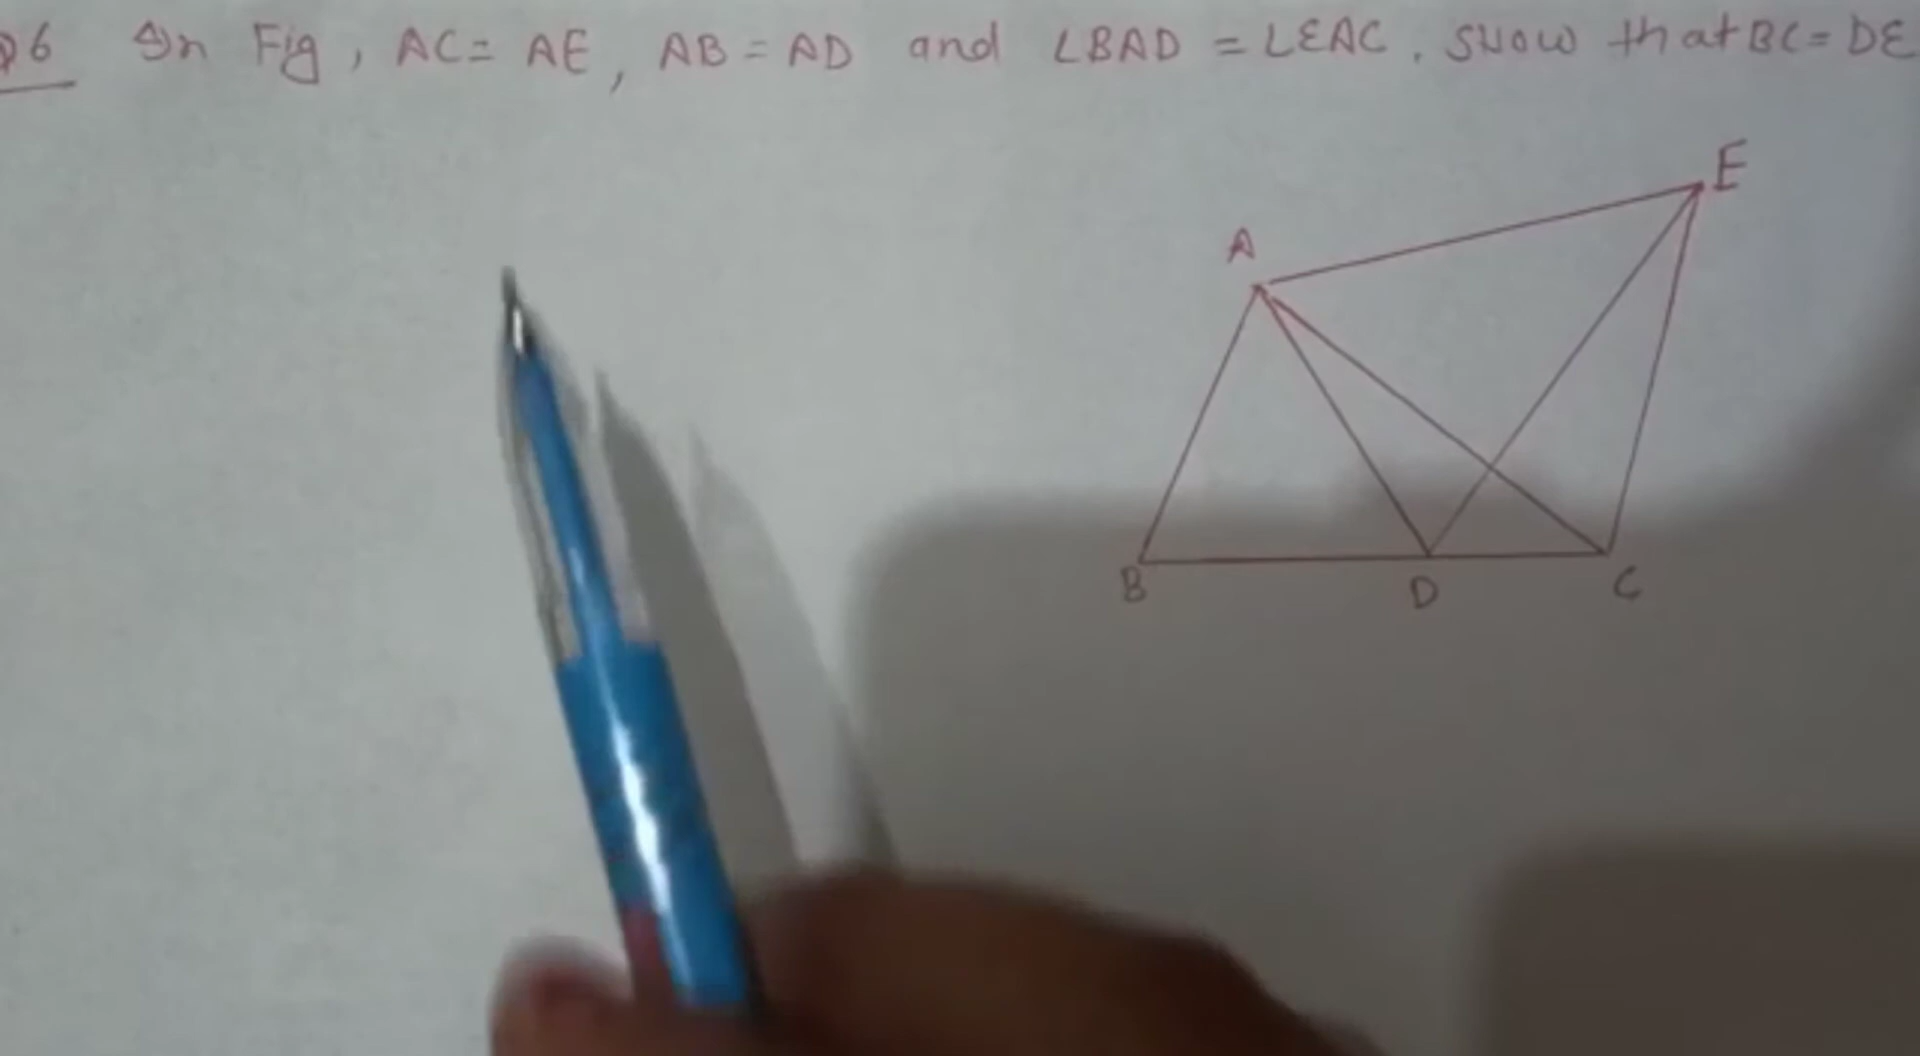 Q6 In Fig, AC = AE, AB = AD and ∠BAD = ∠EAC. Show that BC = DE
E
A
B D C